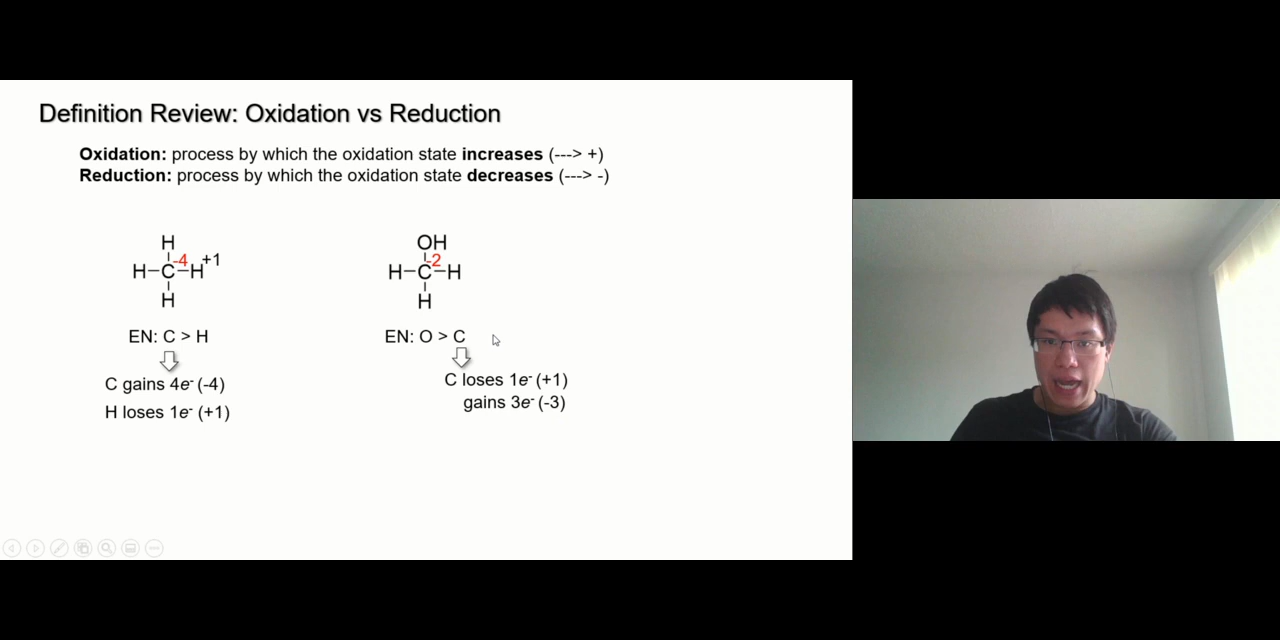 Definition Review: Oxidation vs Reduction
Oxidation: process by which the oxidation state increases (---> +)
Reduction: process by which the oxidation state decreases (---> -)
H
-4 +1
H-C-H
H
EN: C > H
C gains 4e- (-4)
H loses 1e- (+1)
OH
-2
H-C-H
H
EN: O > C
C loses 1e- (+1)
gains 3e- (-3)